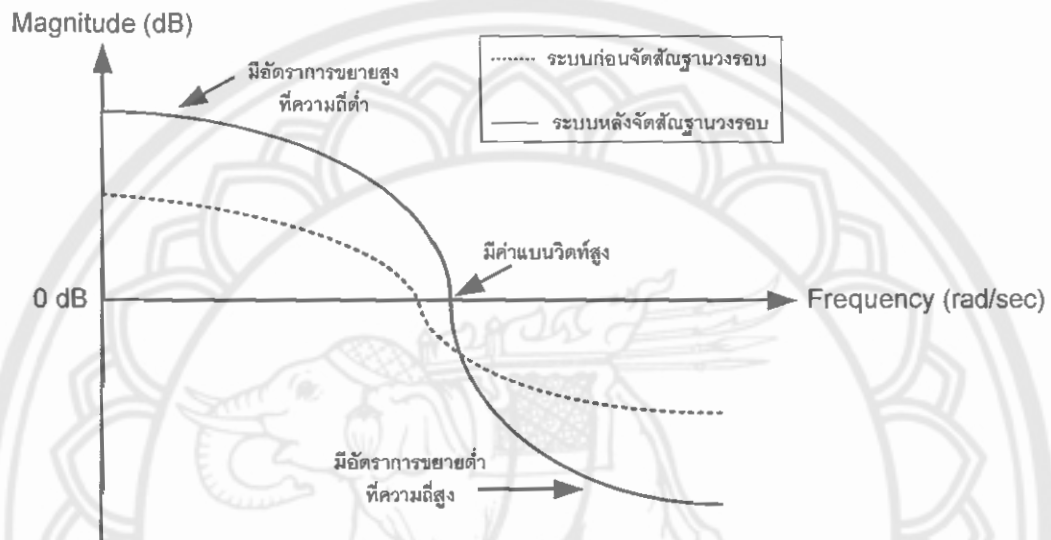 Magnitude (dB)
ระบบก่อนจัดสัณฐานวงรอบ
มีอัตราการขยายสูง
ที่ความถี่ต่ำ
ระบบหลังจัดสัณฐานวงรอบ
มีค่าแบนวิดท์สูง
0 dB
Frequency (rad/sec)
มีอัตราการขยายต่ำ
ที่ความถี่สูง